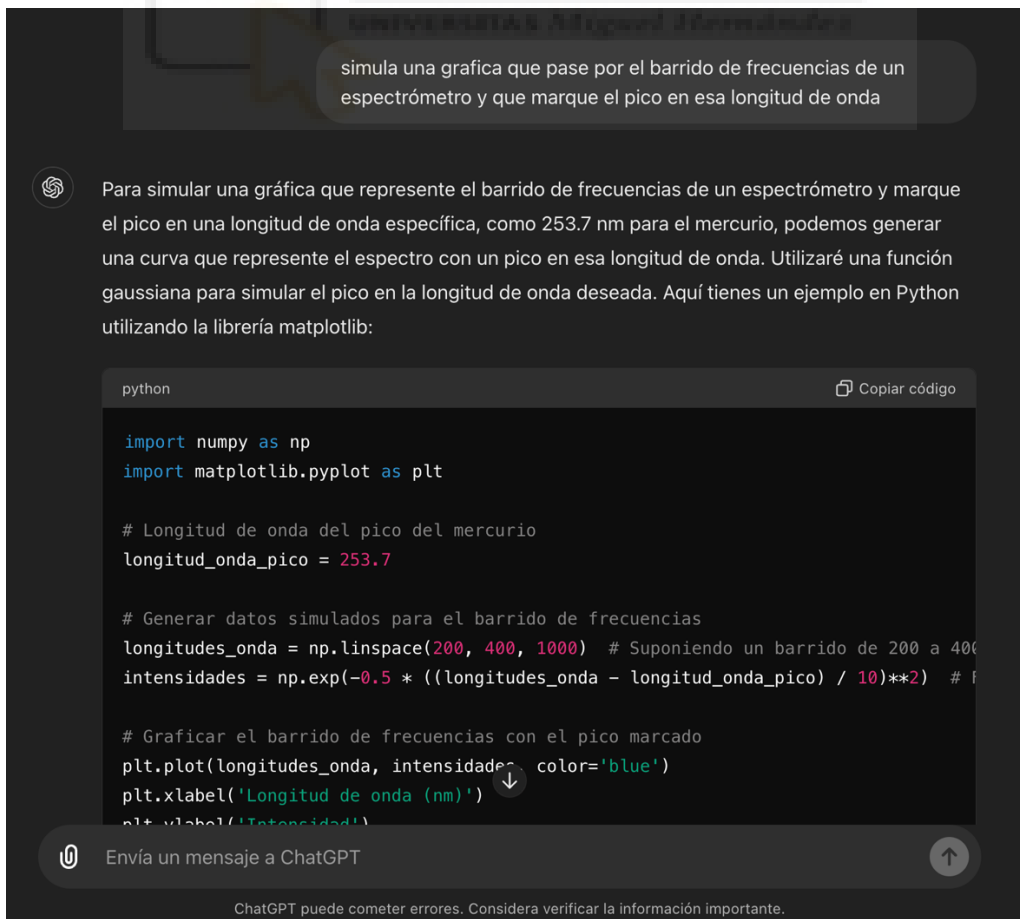 simula una grafica que pase por el barrido de frecuencias de un
espectrómetro y que marque el pico en esa longitud de onda
Para simular una gráfica que represente el barrido de frecuencias de un espectrómetro y marque
el pico en una longitud de onda específica, como 253.7 nm para el mercurio, podemos generar
una curva que represente el espectro con un pico en esa longitud de onda. Utilizaré una función
gaussiana para simular el pico en la longitud de onda deseada. Aquí tienes un ejemplo en Python
utilizando la librería matplotlib:
python Copiar código
import numpy as np
import matplotlib.pyplot as plt
# Longitud de onda del pico del mercurio
longitud_onda_pico = 253.7
# Generar datos simulados para el barrido de frecuencias
longitudes_onda = np.linspace(200, 400, 1000)  # Suponiendo un barrido de 200 a 400
intensidades = np.exp(-0.5 * ((longitudes_onda - longitud_onda_pico) / 10)**2)  #
# Graficar el barrido de frecuencias con el pico marcado
plt.plot(longitudes_onda, intensidades, color='blue')
plt.xlabel('Longitud de onda (nm)')
plt.ylabel('Intensidad')
Envía un mensaje a ChatGPT
ChatGPT puede cometer errores. Considera verificar la información importante.